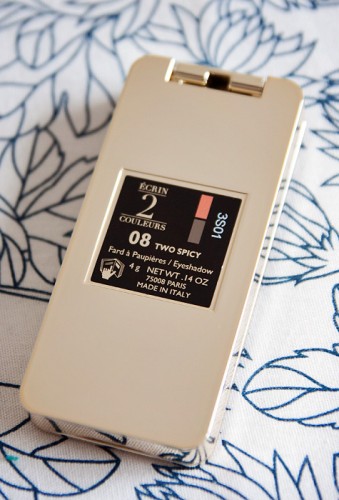 ÉCRIN
2
COULEURS
08 TWO SPICY
Fard à Paupières / Eyeshadow
4 g NET WT. .14 OZ
75008 PARIS
MADE IN ITALY
3S01